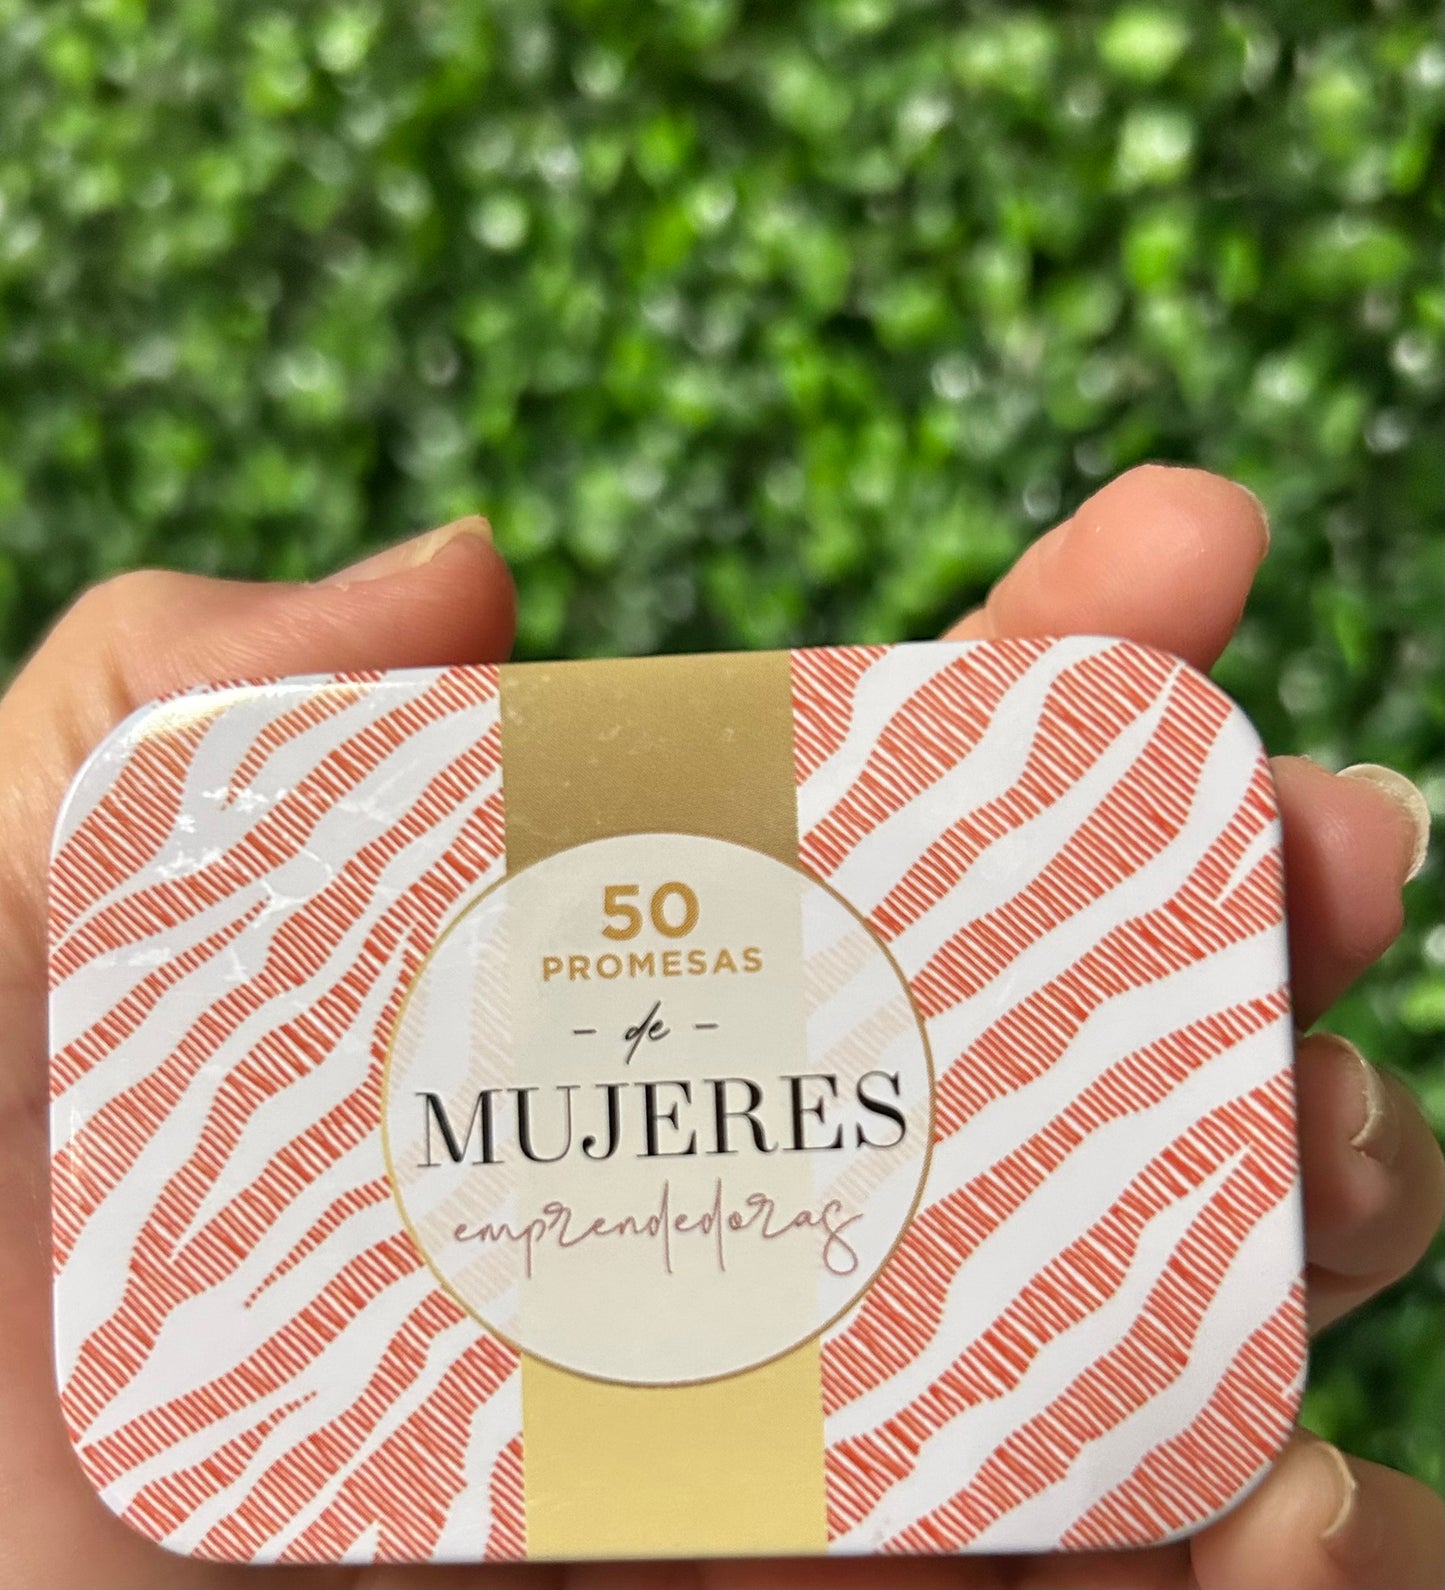 50
PROMESAS
- de -
MUJERES
emprendedoras